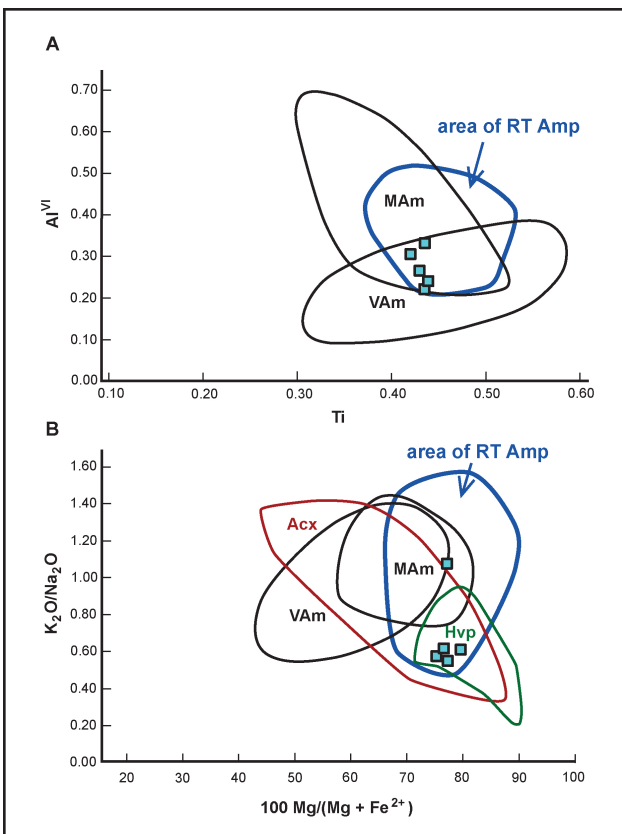 A
0.70
0.60
0.50
0.40
0.30
0.20
0.10
0.00
Al^VI
area of RT Amp
MAm
VAm
0.10 0.20 0.30 0.40 0.50 0.60
Ti
B
1.60
1.40
1.20
1.00
0.80
0.60
0.40
0.20
0.00
K₂O/Na₂O
area of RT Amp
Acx
MAm
VAm
Hvp
20 30 40 50 60 70 80 90 100
100 Mg/(Mg + Fe²⁺)